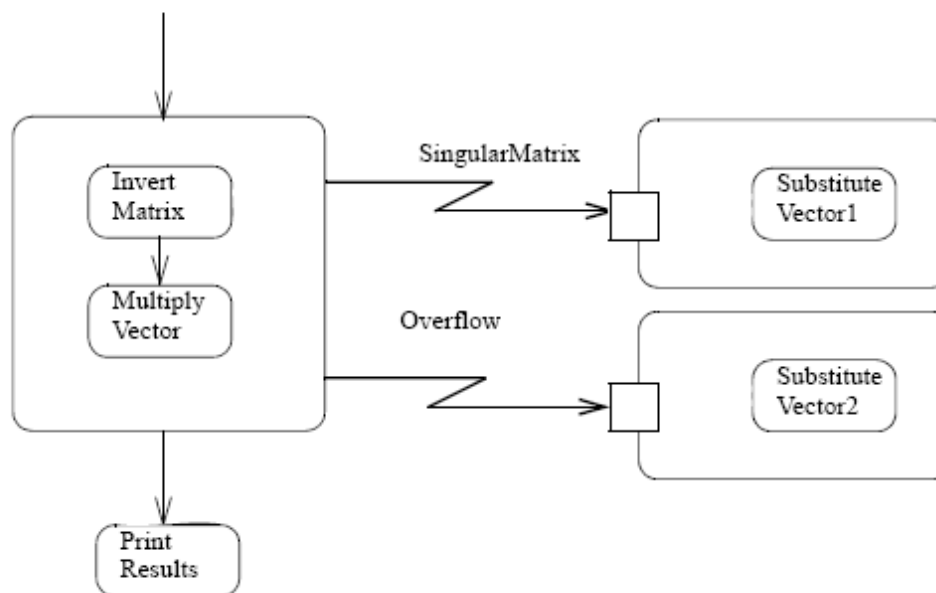 SingularMatrix
Invert
Matrix
Substitute
Vector1
Multiply
Vector
Overflow
Substitute
Vector2
Print
Results